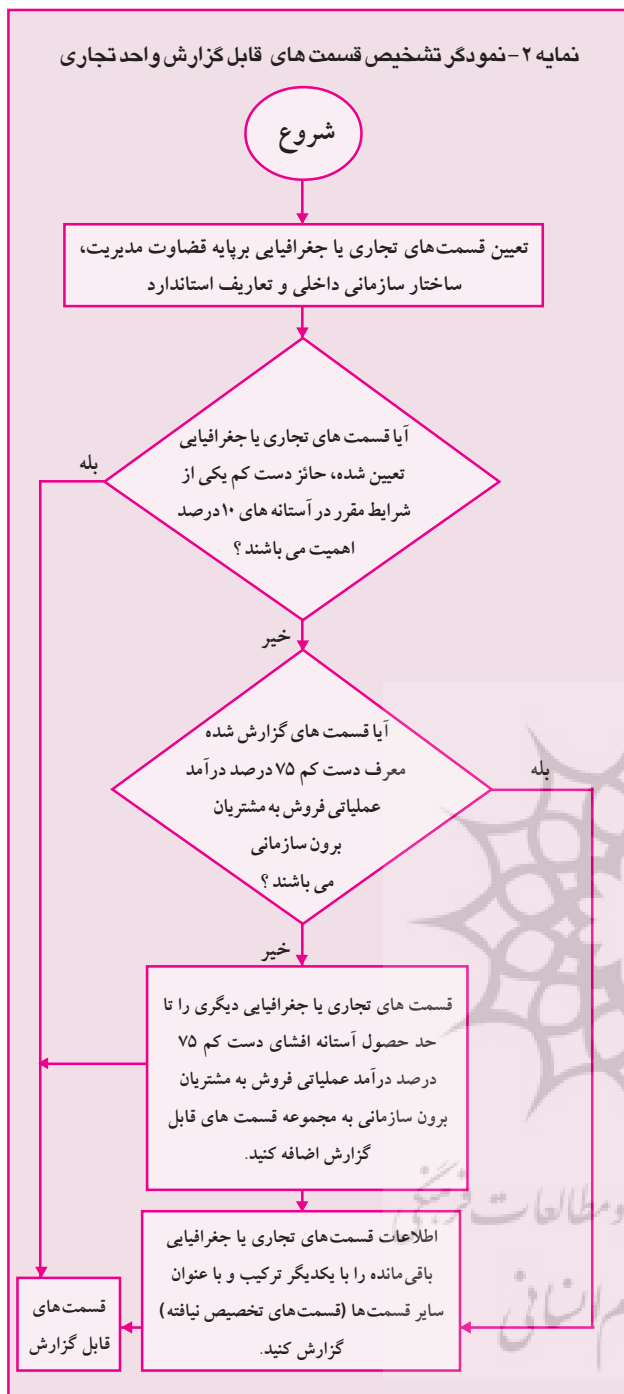 نمایه ۲- نمودگر تشخیص قسمت های قابل گزارش واحد تجاری
شروع
تعیین قسمت‌های تجاری یا جغرافیایی برپایه قضاوت مدیریت،
ساختار سازمانی داخلی و تعاریف استاندارد
آیا قسمت های تجاری یا جغرافیایی
تعیین شده، حائز دست کم یکی از
شرایط مقرر در آستانه های ۱۰درصد
اهمیت می باشند ؟
بله
خیر
آیا قسمت های گزارش شده
معرف دست کم ۷۵ درصد درآمد
عملیاتی فروش به مشتریان
برون سازمانی
می باشند ؟
بله
خیر
قسمت های تجاری یا جغرافیایی دیگری را تا
حد حصول آستانه افشای دست کم ۷۵
درصد درآمد عملیاتی فروش به مشتریان
برون سازمانی به مجموعه قسمت های قابل
گزارش اضافه کنید.
اطلاعات قسمت‌های تجاری یا جغرافیایی
باقی‌مانده را با یکدیگر ترکیب و با عنوان
سایر قسمت‌ها (قسمت‌های تخصیص نیافته)
گزارش کنید.
قسمت‌های
قابل گزارش
ومطالعات فرهنگی